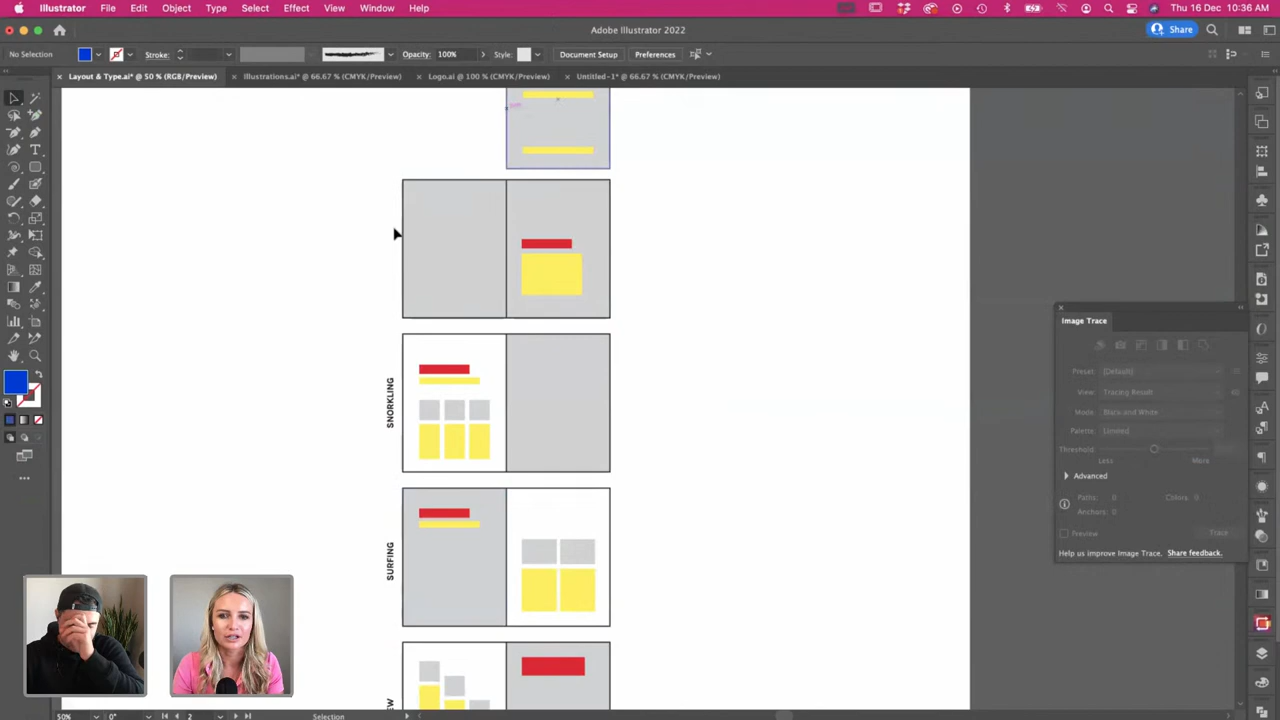 Illustrator File Edit Object Type Select Effect View Window Help
Thu 16 Dec 10:36 AM
Adobe Illustrator 2022
Share
No Selection
Stroke:
Opacity: 100%
Style:
Document Setup
Preferences
Layout & Type.ai* @ 50 % (RGB/Preview)
Illustrations.ai* @ 66.67 % (CMYK/Preview)
Logo.ai @ 100 % (CMYK/Preview)
Untitled-1* @ 66.67 % (CMYK/Preview)
SNORKLING
SURFING
EW
Image Trace
Preset: [Default]
View: Tracing Result
Mode: Black and White
Palette: Limited
Threshold:
Less More
Advanced
Paths: 0 Colors: 0
Anchors: 0
Preview
Trace
Help us improve Image Trace. Share feedback.
50% 0° 2 Selection